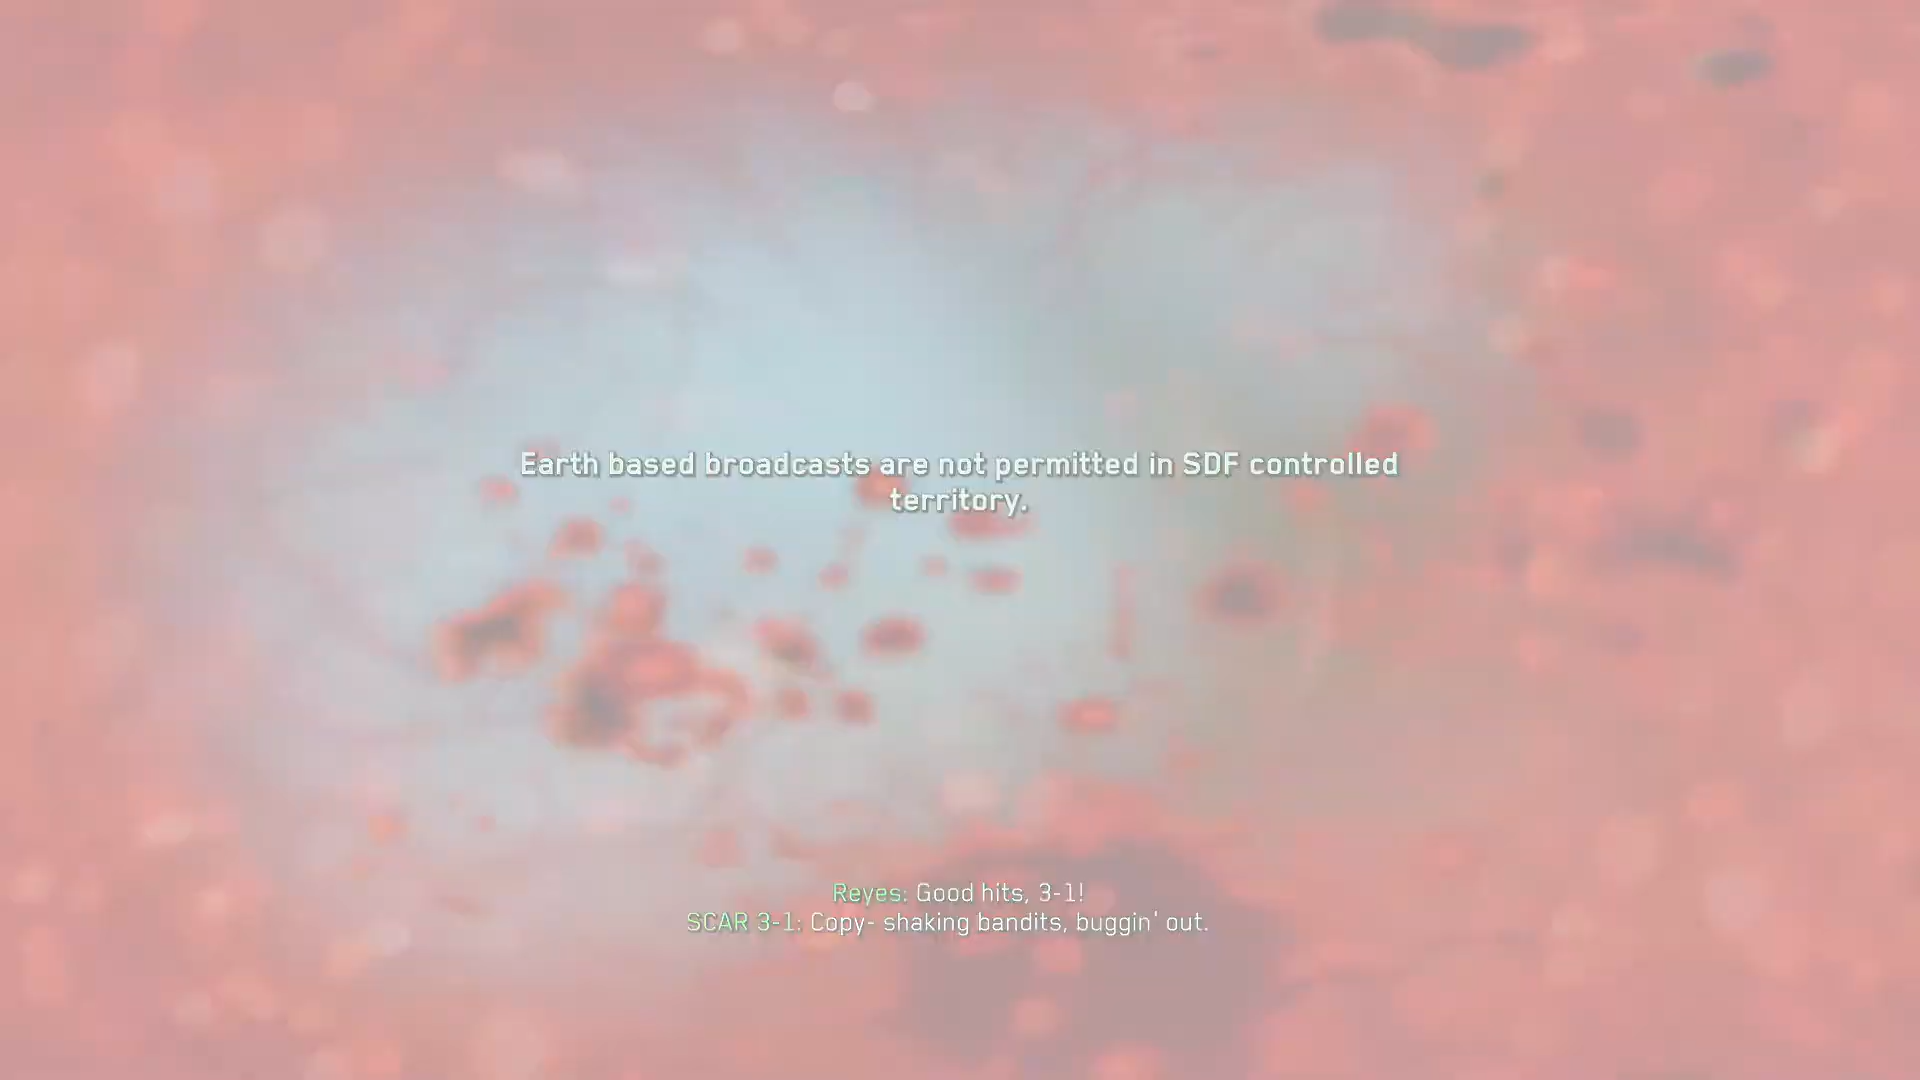 Earth based broadcasts are not permitted in SDF controlled
territory.
Reyes: Good hits, 3-1!
SCAR 3-1: Copy- shaking bandits, buggin' out.